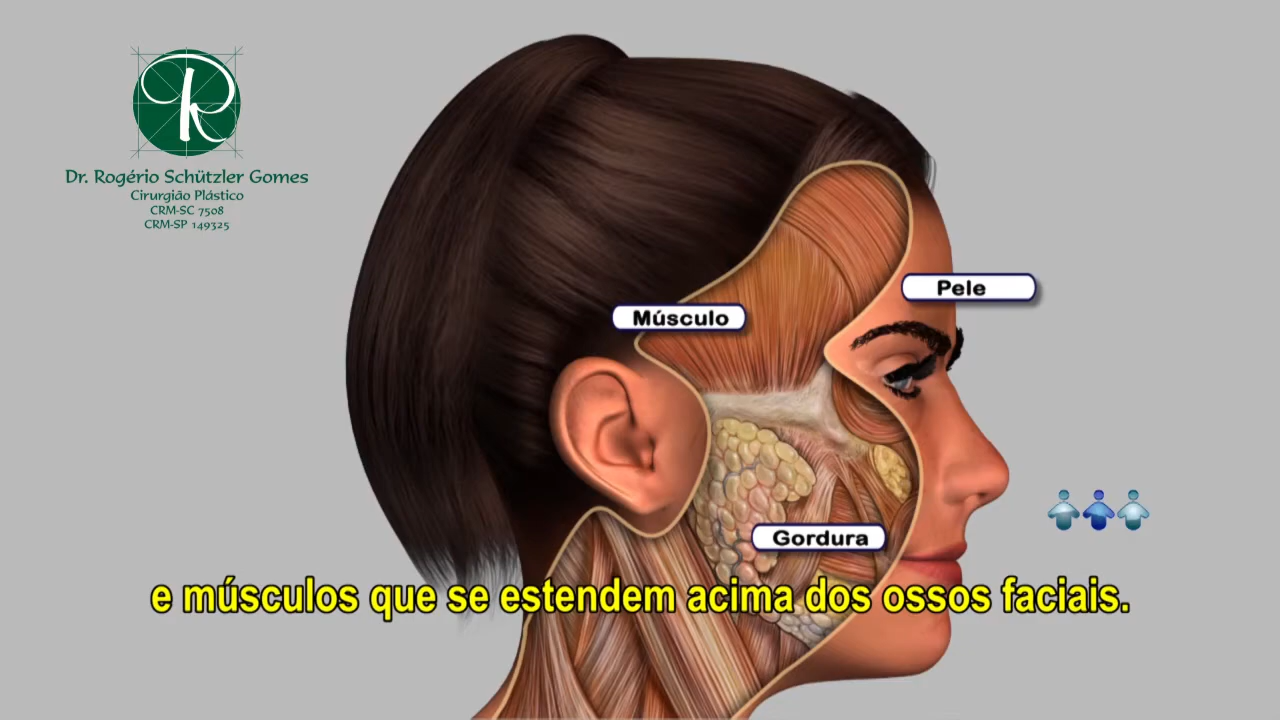 Dr. Rogério Schützler Gomes
Cirurgião Plástico
CRM-SC 7508
CRM-SP 149325
Pele
Músculo
Gordura
e músculos que se estendem acima dos ossos faciais.